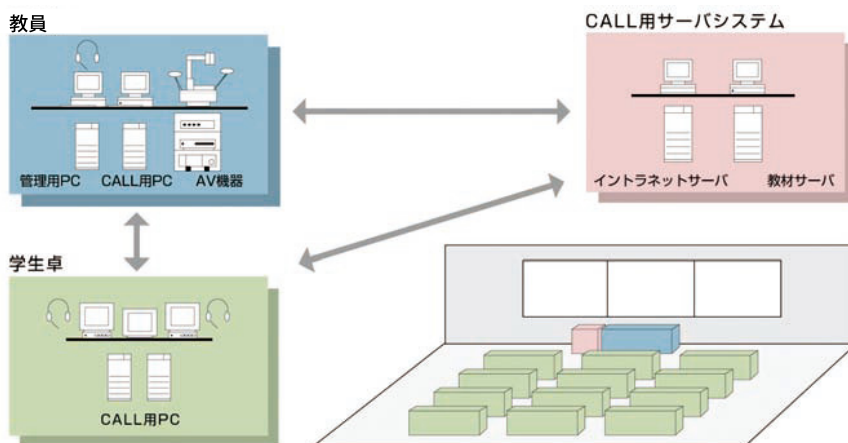 教員
CALL用サーバシステム
管理用PC CALL用PC AV機器
イントラネットサーバ 教材サーバ
学生卓
CALL用PC